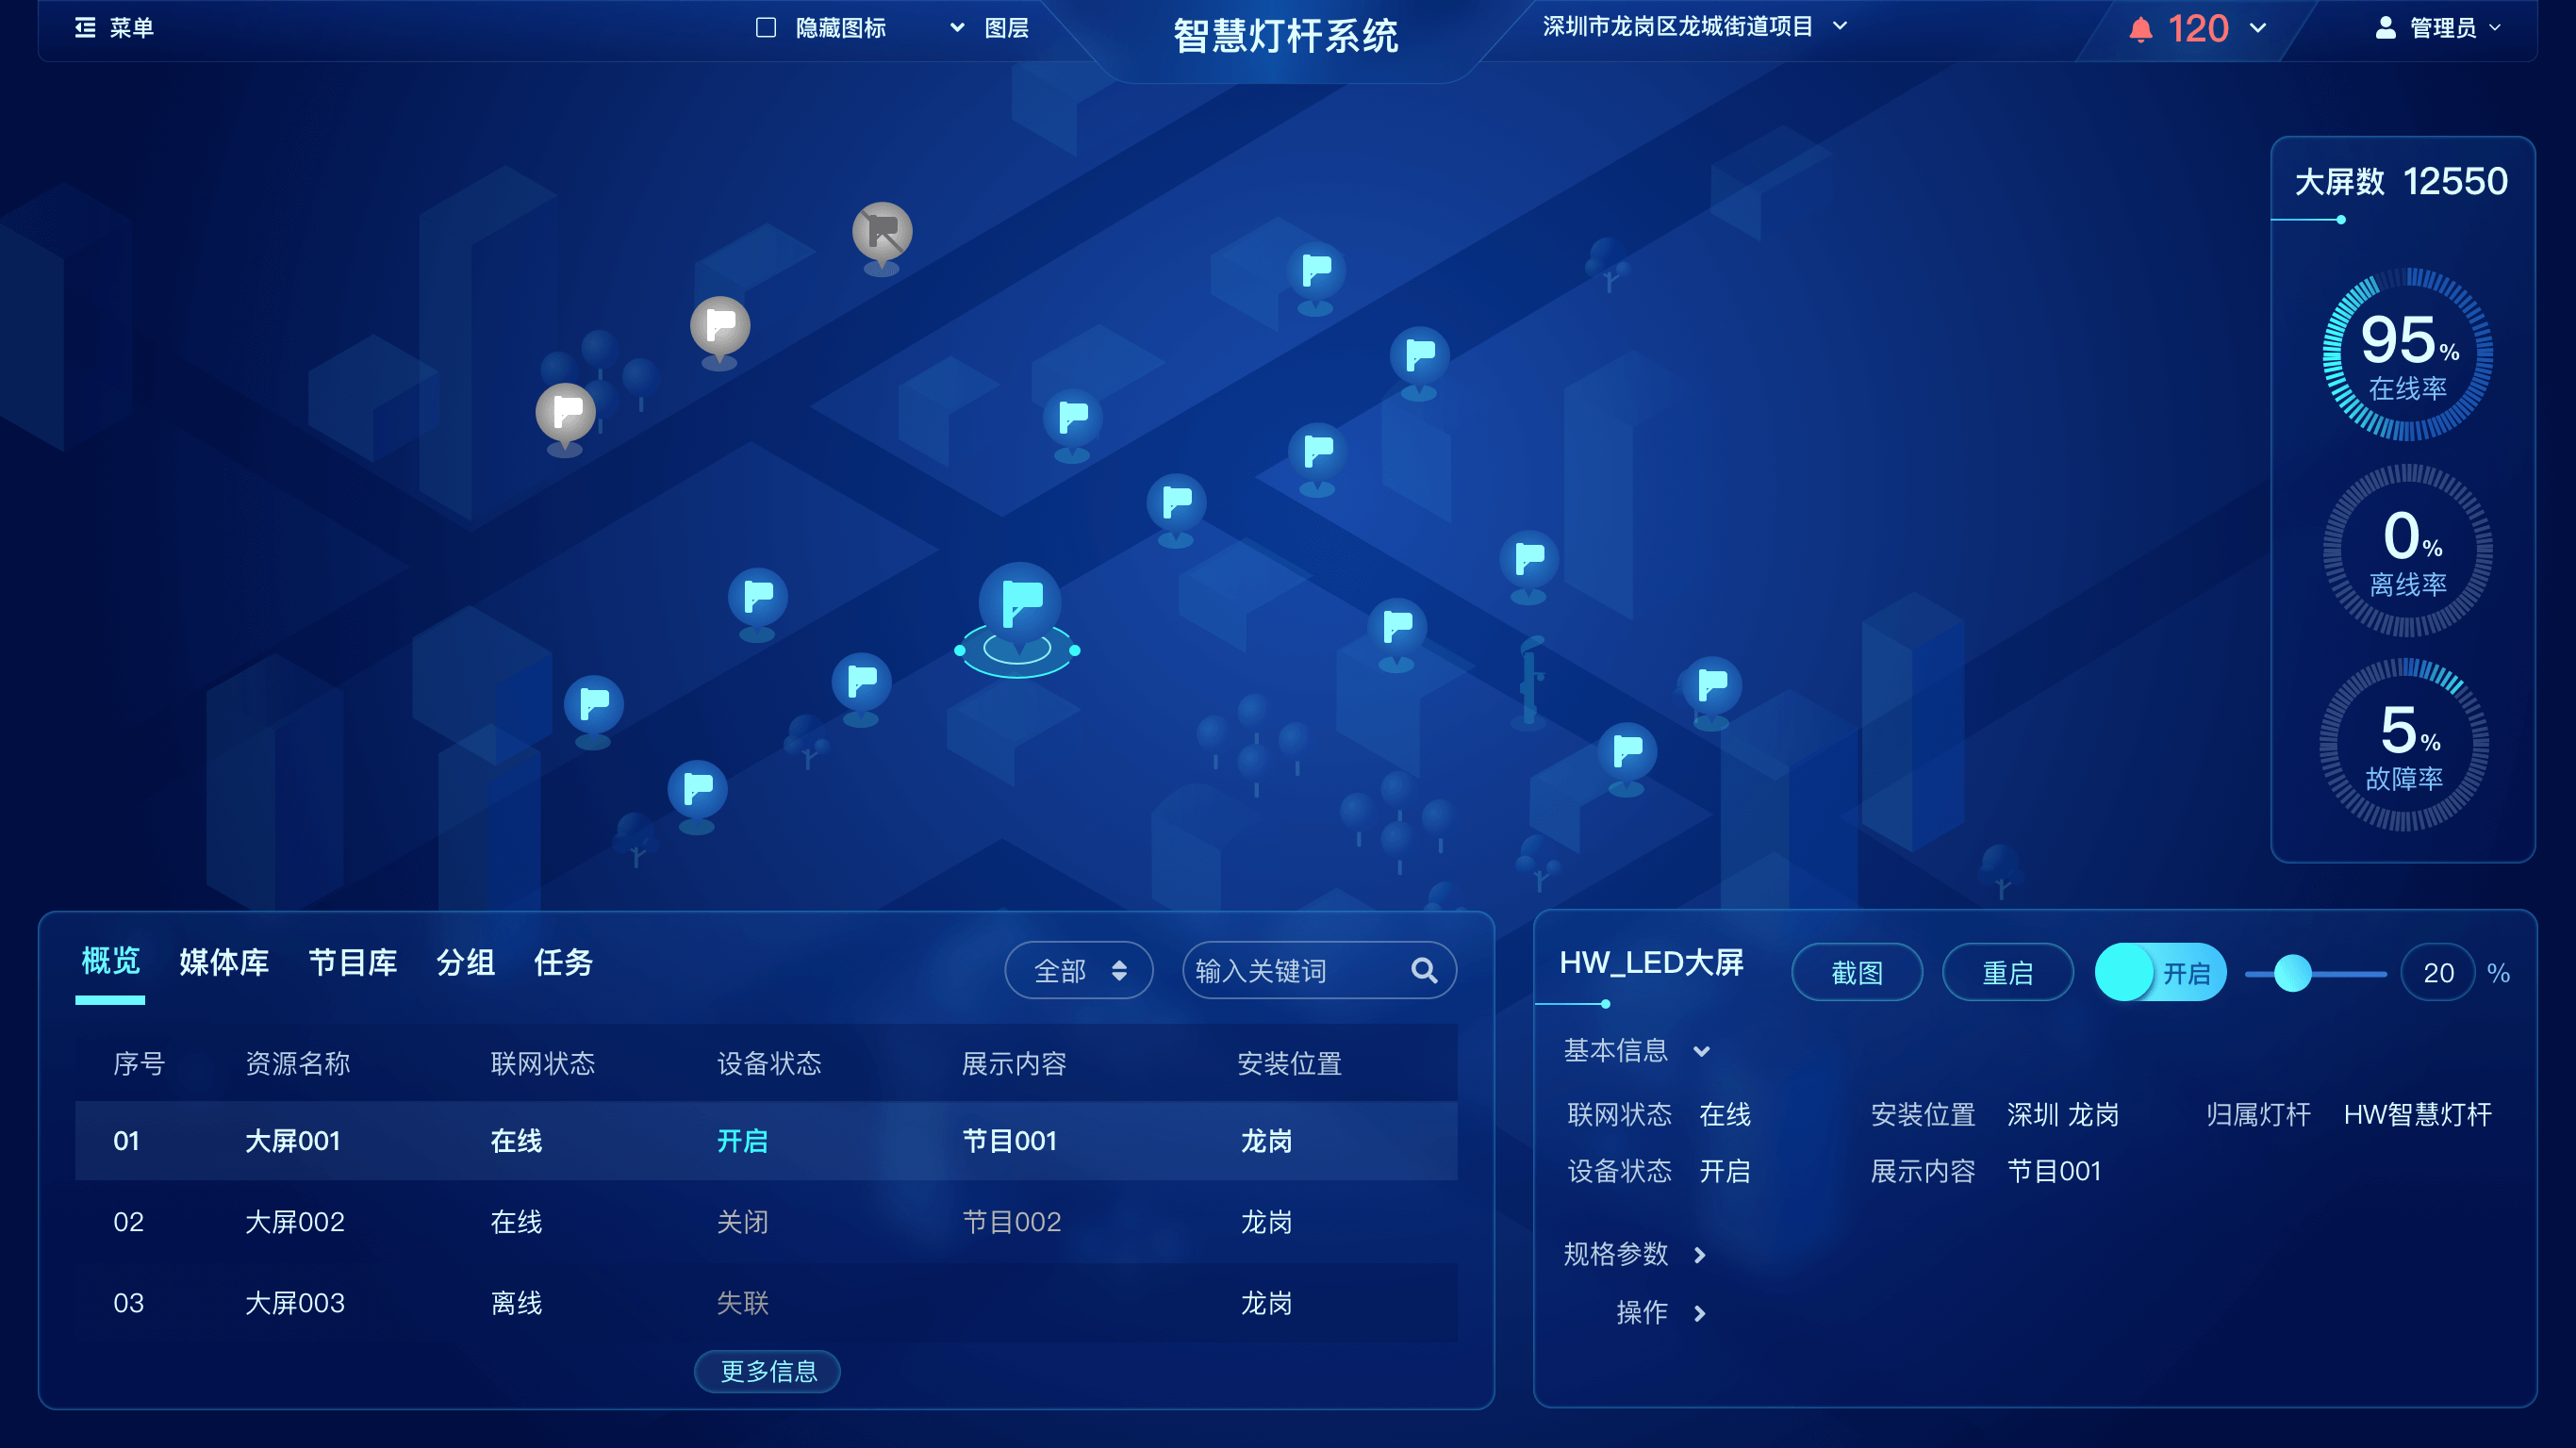 菜单 隐藏图标 图层 智慧灯杆系统 深圳市龙岗区龙城街道项目 120 管理员
大屏数 12550
95%
在线率
0%
离线率
5%
故障率
概览 媒体库 节目库 分组 任务 全部 输入关键词
序号 资源名称 联网状态 设备状态 展示内容 安装位置
01 大屏001 在线 开启 节目001 龙岗
02 大屏002 在线 关闭 节目002 龙岗
03 大屏003 离线 失联 龙岗
更多信息
HW_LED大屏 截图 重启 开启 20 %
基本信息
联网状态 在线 安装位置 深圳 龙岗 归属灯杆 HW智慧灯杆
设备状态 开启 展示内容 节目001
规格参数
操作